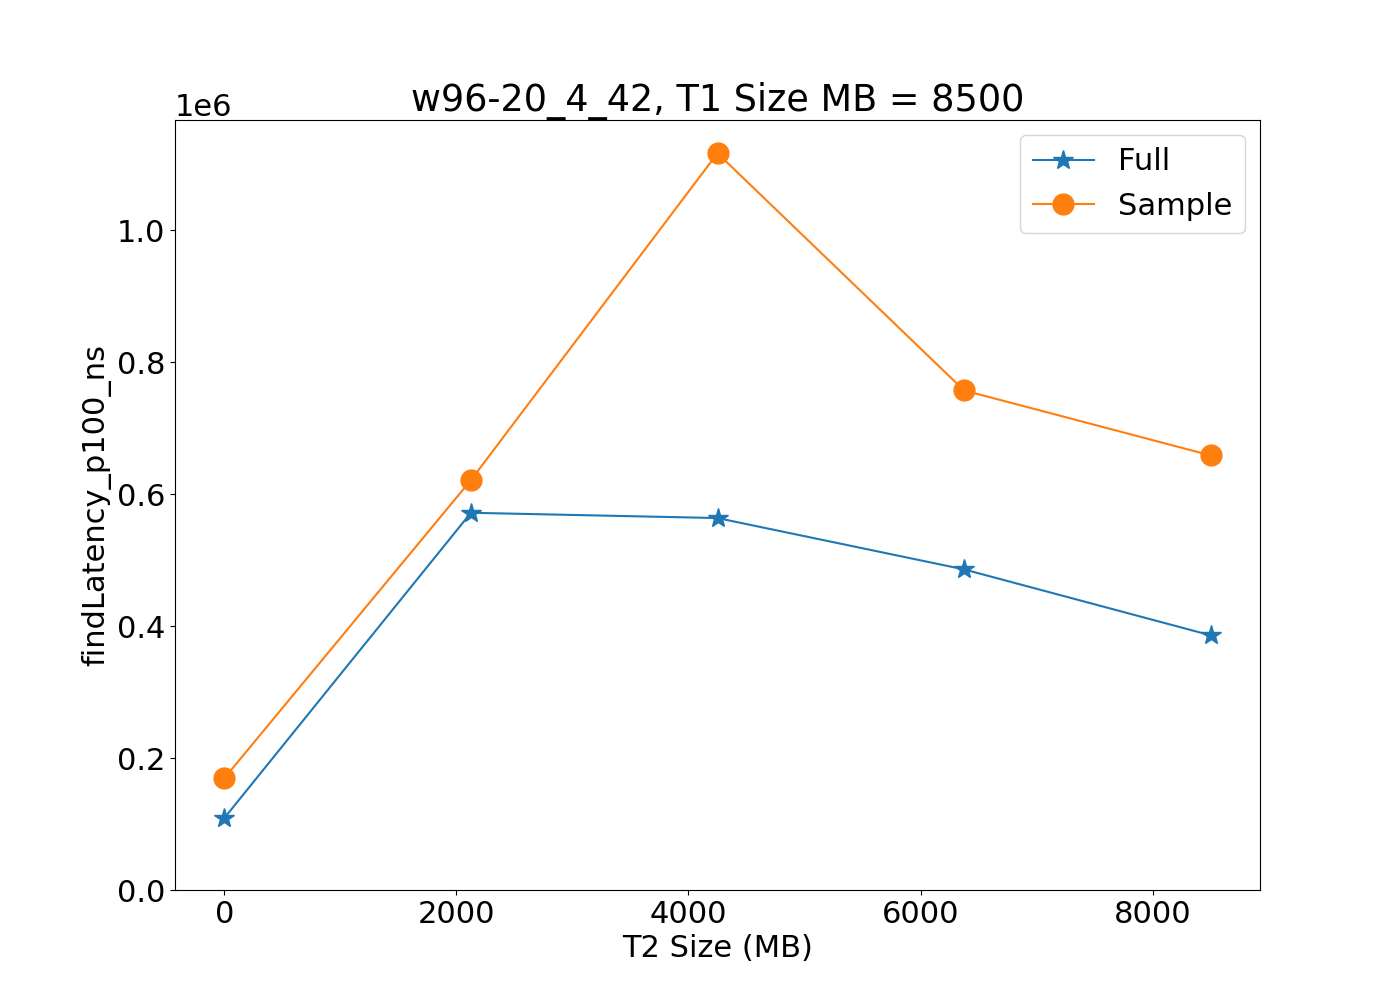 w96-20_4_42, T1 Size MB = 8500
1e6
Full
Sample
1.0
0.8
0.6
0.4
0.2
0.0
findLatency_p100_ns
0 2000 4000 6000 8000
T2 Size (MB)